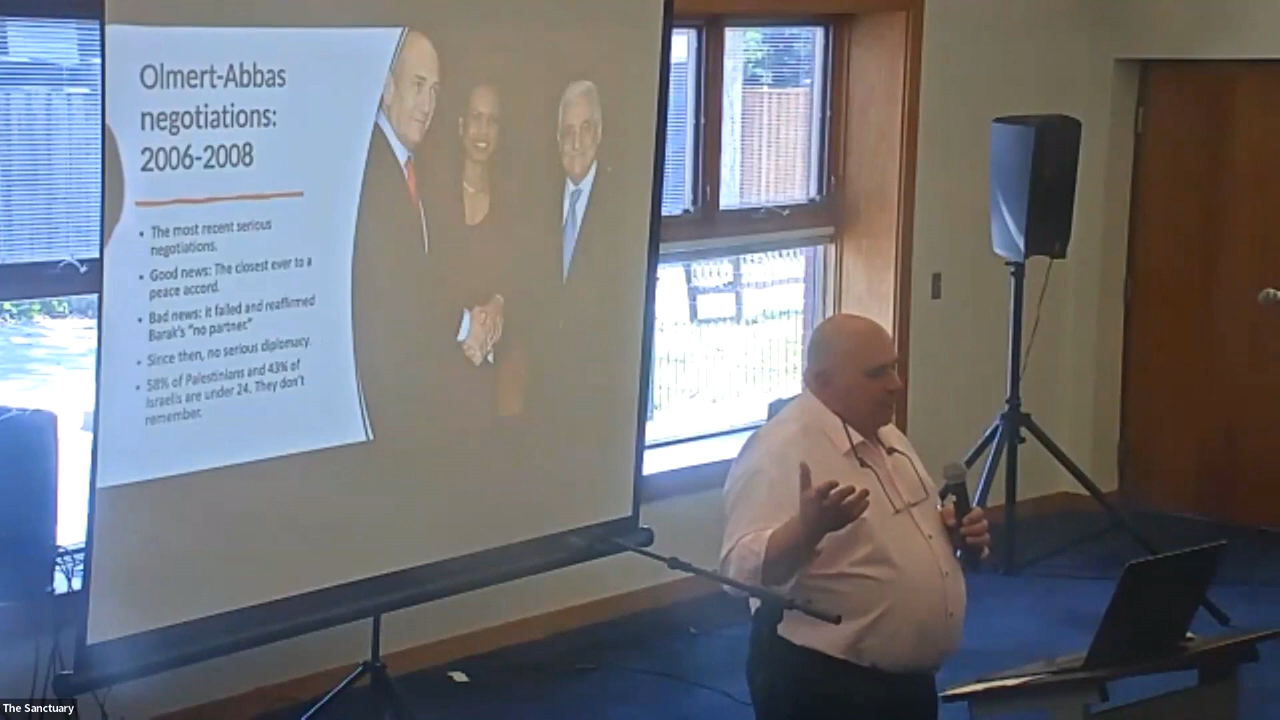 Olmert-Abbas
negotiations:
2006-2008
• The most recent serious
negotiations.
• Good news: The closest ever to a
peace accord.
• Bad news: it failed and reaffirmed
Barak's "no partner."
• Since then, no serious diplomacy.
• 58% of Palestinians and 43% of
Israelis are under 24. They don't
remember.
The Sanctuary